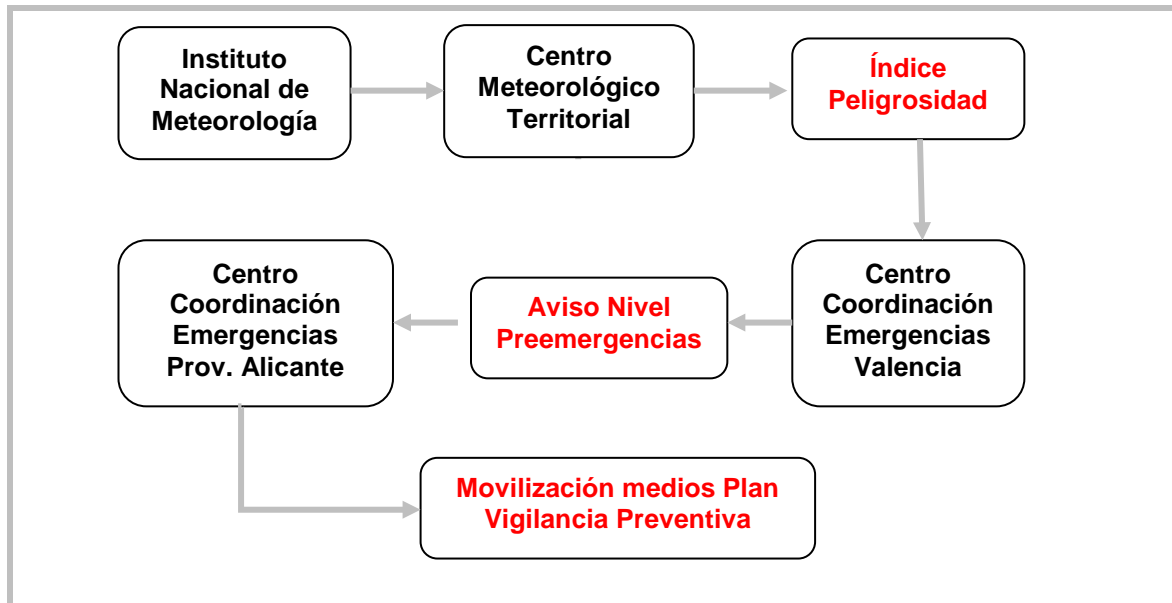 Instituto
Nacional de
Meteorología
Centro
Meteorológico
Territorial
Índice
Peligrosidad
Centro
Coordinación
Emergencias
Valencia
Aviso Nivel
Preemergencias
Centro
Coordinación
Emergencias
Prov. Alicante
Movilización medios Plan
Vigilancia Preventiva